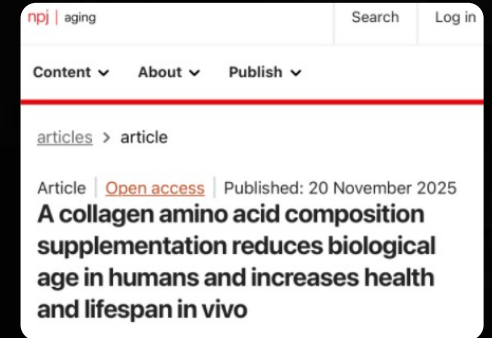 npj | aging
Search
Log in
Content
About
Publish
articles > article
Article | Open access | Published: 20 November 2025
A collagen amino acid composition
supplementation reduces biological
age in humans and increases health
and lifespan in vivo